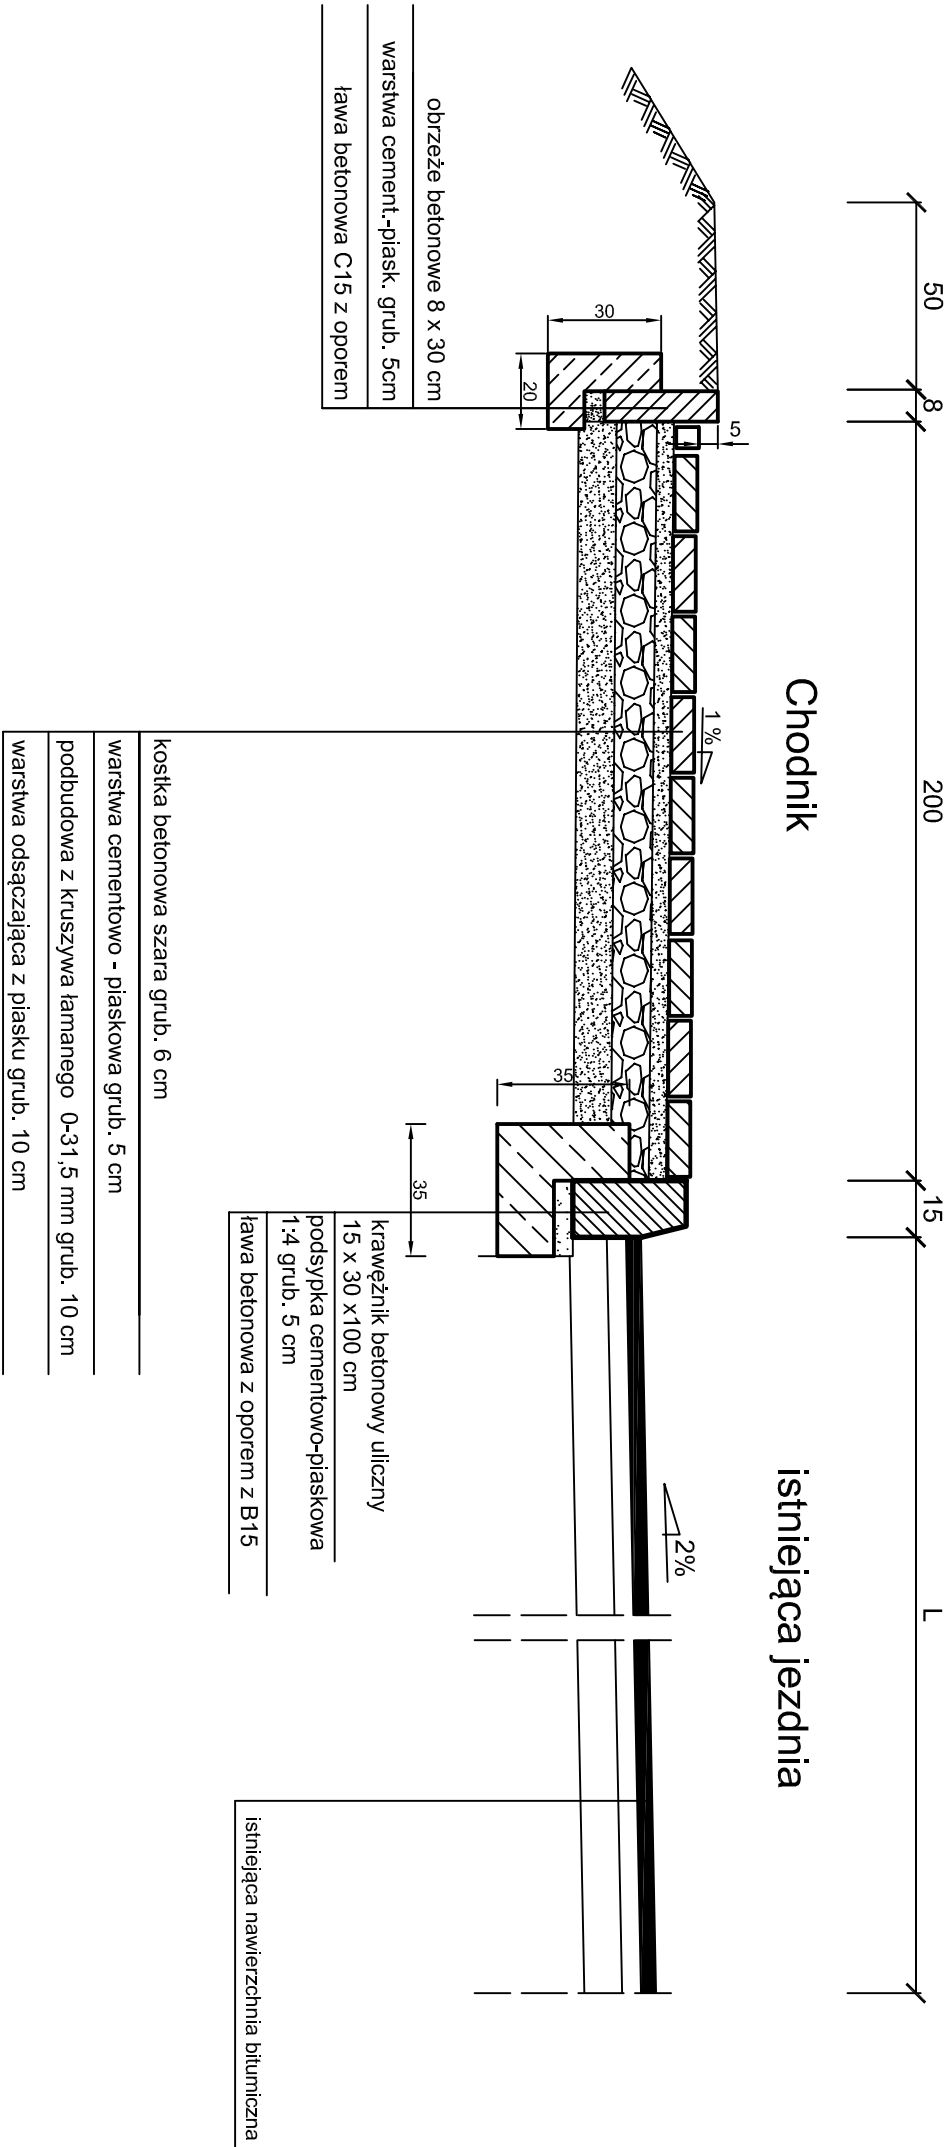 50
8
200
15
L
Chodnik
istniejąca jezdnia
5
1 %
2%
30
20
35
35
obrzeże betonowe 8 x 30 cm
warstwa cement.-piask. grub. 5cm
ława betonowa C15 z oporem
krawężnik betonowy uliczny
15 x 30 x100 cm
podsypka cementowo-piaskowa
1:4 grub. 5 cm
ława betonowa z oporem z B15
istniejąca nawierzchnia bitumiczna
kostka betonowa szara grub. 6 cm
warstwa cementowo - piaskowa grub. 5 cm
podbudowa z kruszywa łamanego 0-31,5 mm grub. 10 cm
warstwa odsączająca z piasku grub. 10 cm